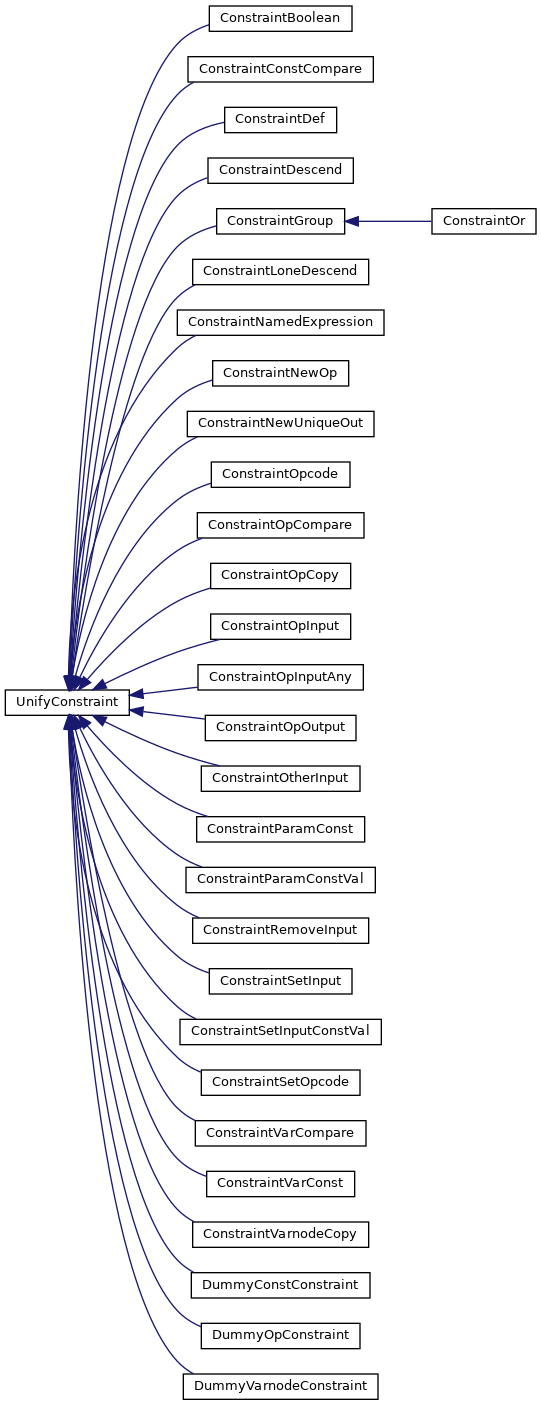 ConstraintBoolean
ConstraintConstCompare
ConstraintDef
ConstraintDescend
ConstraintGroup
ConstraintOr
ConstraintLoneDescend
ConstraintNamedExpression
ConstraintNewOp
ConstraintNewUniqueOut
ConstraintOpcode
ConstraintOpCompare
ConstraintOpCopy
ConstraintOpInput
ConstraintOpInputAny
UnifyConstraint
ConstraintOpOutput
ConstraintOtherInput
ConstraintParamConst
ConstraintParamConstVal
ConstraintRemoveInput
ConstraintSetInput
ConstraintSetInputConstVal
ConstraintSetOpcode
ConstraintVarCompare
ConstraintVarConst
ConstraintVarnodeCopy
DummyConstConstraint
DummyOpConstraint
DummyVarnodeConstraint